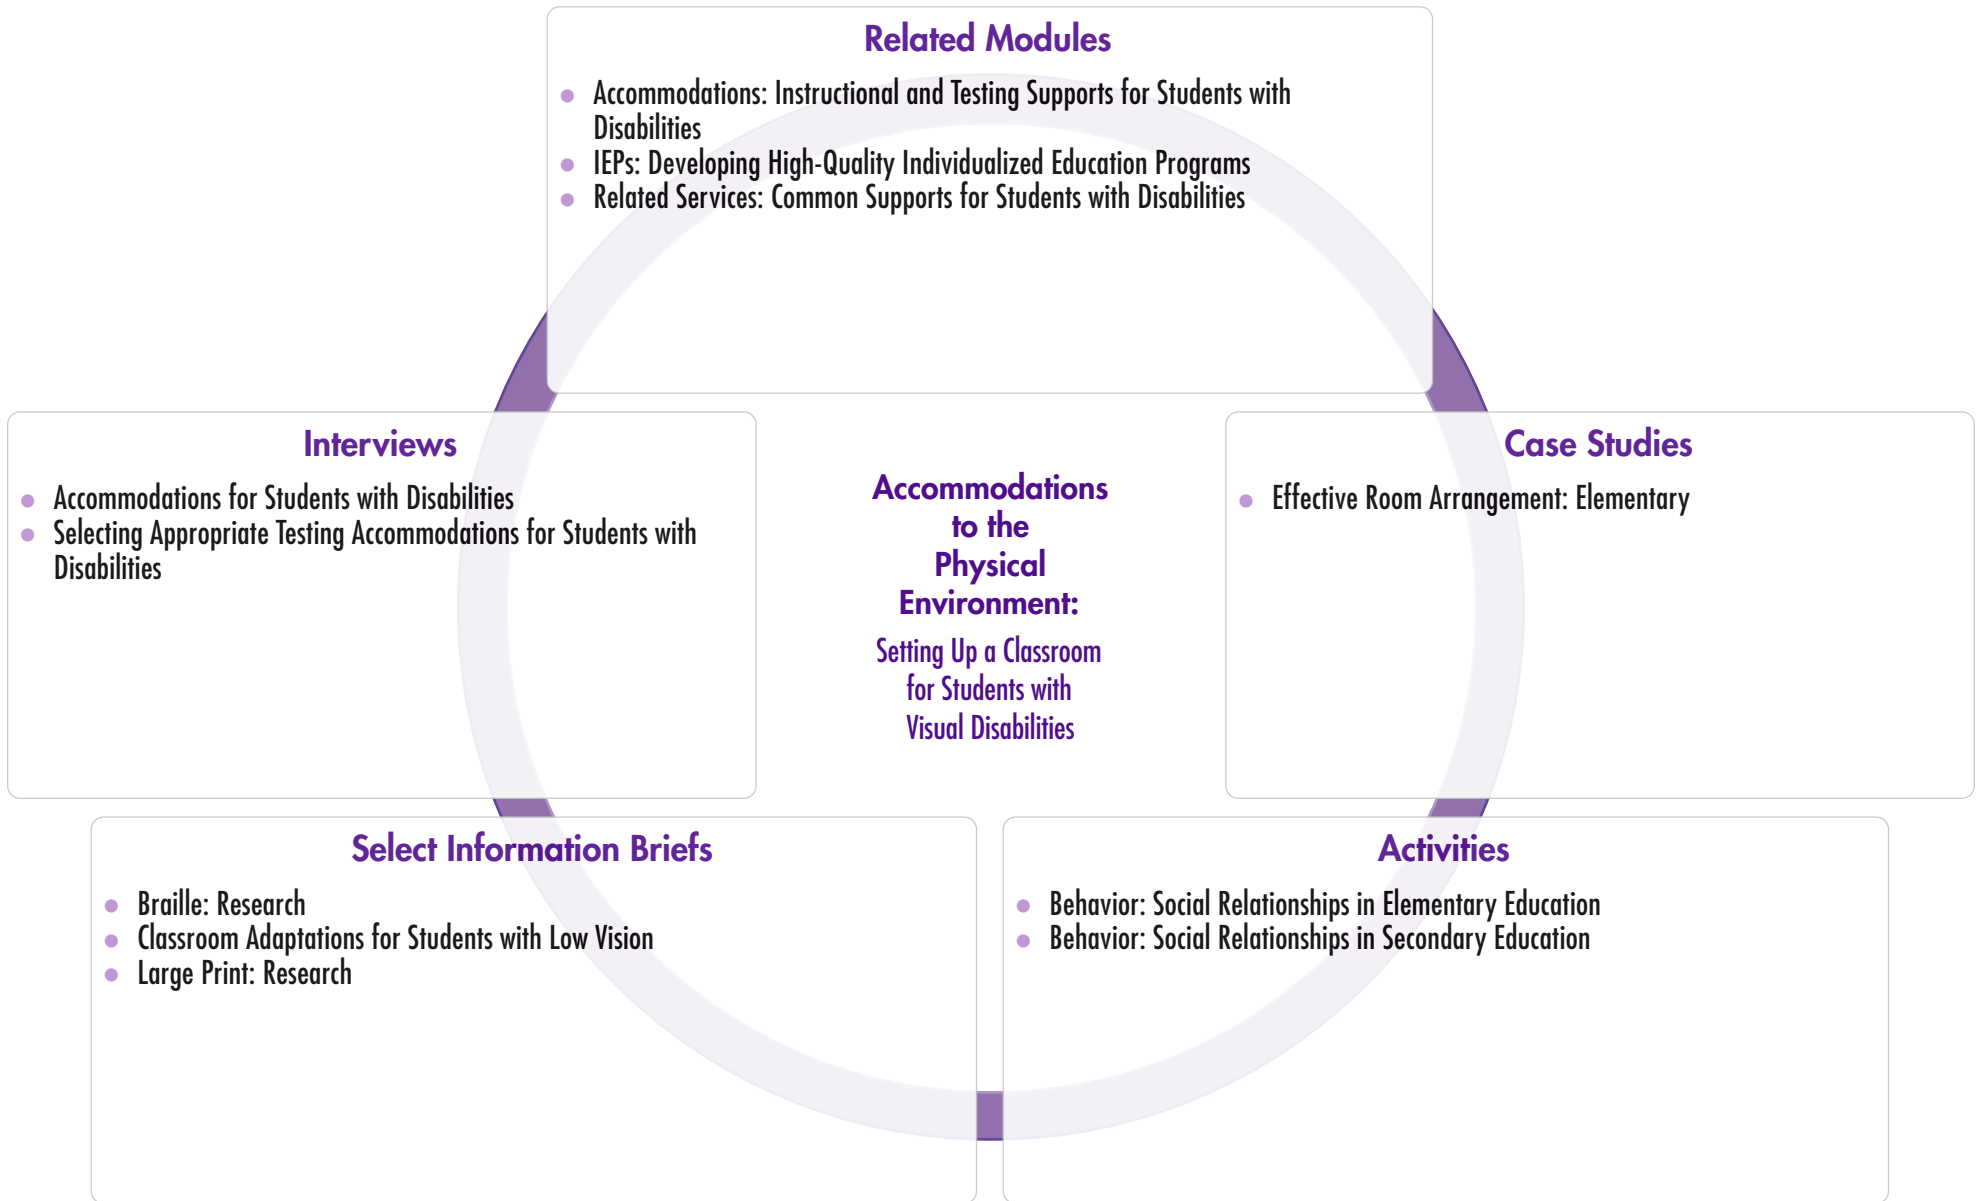 Related Modules
Accommodations: Instructional and Testing Supports for Students with
Disabilities
IEPs: Developing High-Quality Individualized Education Programs
Related Services: Common Supports for Students with Disabilities
Interviews
Accommodations for Students with Disabilities
Selecting Appropriate Testing Accommodations for Students with
Disabilities
Accommodations
to the
Physical
Environment:
Setting Up a Classroom
for Students with
Visual Disabilities
Case Studies
Effective Room Arrangement: Elementary
Select Information Briefs
Braille: Research
Classroom Adaptations for Students with Low Vision
Large Print: Research
Activities
Behavior: Social Relationships in Elementary Education
Behavior: Social Relationships in Secondary Education